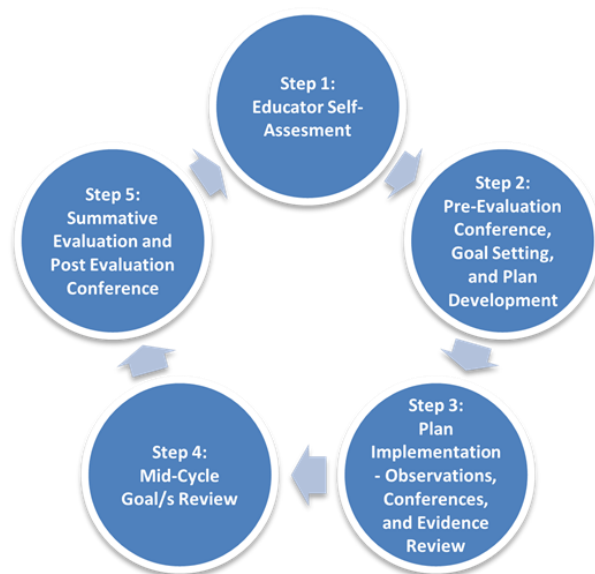 Step 1:
Educator Self-
Assesment
Step 2:
Pre-Evaluation
Conference,
Goal Setting,
and Plan
Development
Step 3:
Plan
Implementation
- Observations,
Conferences,
and Evidence
Review
Step 4:
Mid-Cycle
Goal/s Review
Step 5:
Summative
Evaluation and
Post Evaluation
Conference